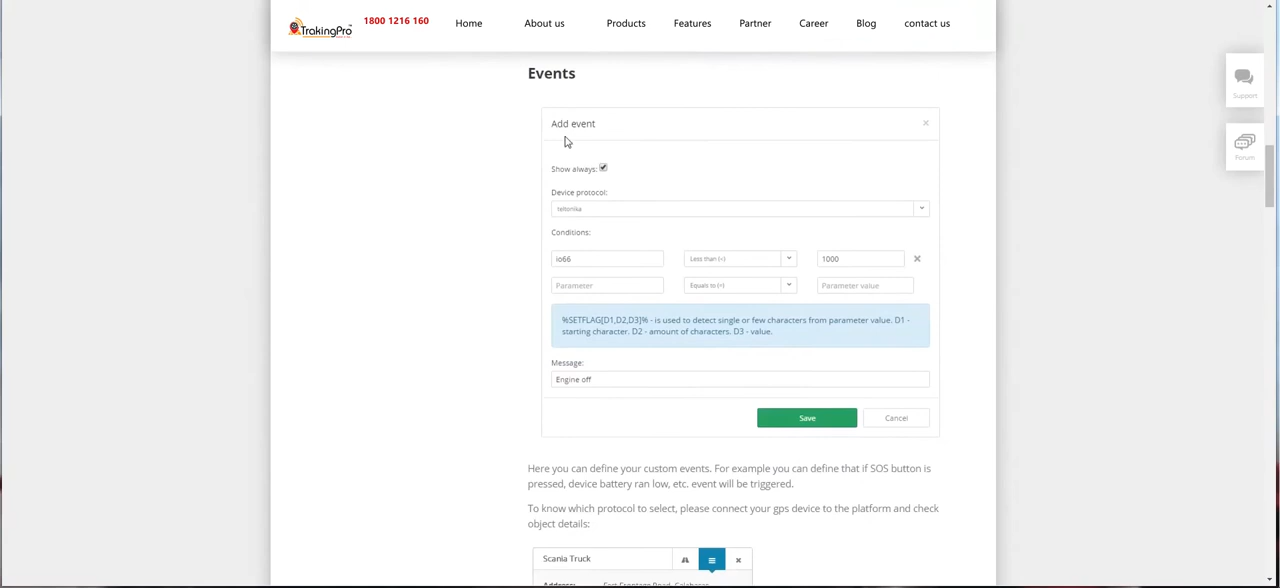 TrakingPro 1800 1216 160 Home About us Products Features Partner Career Blog contact us
Support
Forum
Events
Add event ×
Show always:
Device protocol:
teltonika
Conditions:
io66 Less than (<) 1000
Parameter Equals to (=) Parameter value
%SETFLAG[D1,D2,D3]% - is used to detect single or few characters from parameter value. D1 -
starting character. D2 - amount of characters. D3 - value.
Message:
Engine off
Save Cancel
Here you can define your custom events. For example you can define that if SOS button is
pressed, device battery ran low, etc. event will be triggered.
To know which protocol to select, please connect your gps device to the platform and check
object details:
Scania Truck
Address: East Frontage Road, Calabasas,